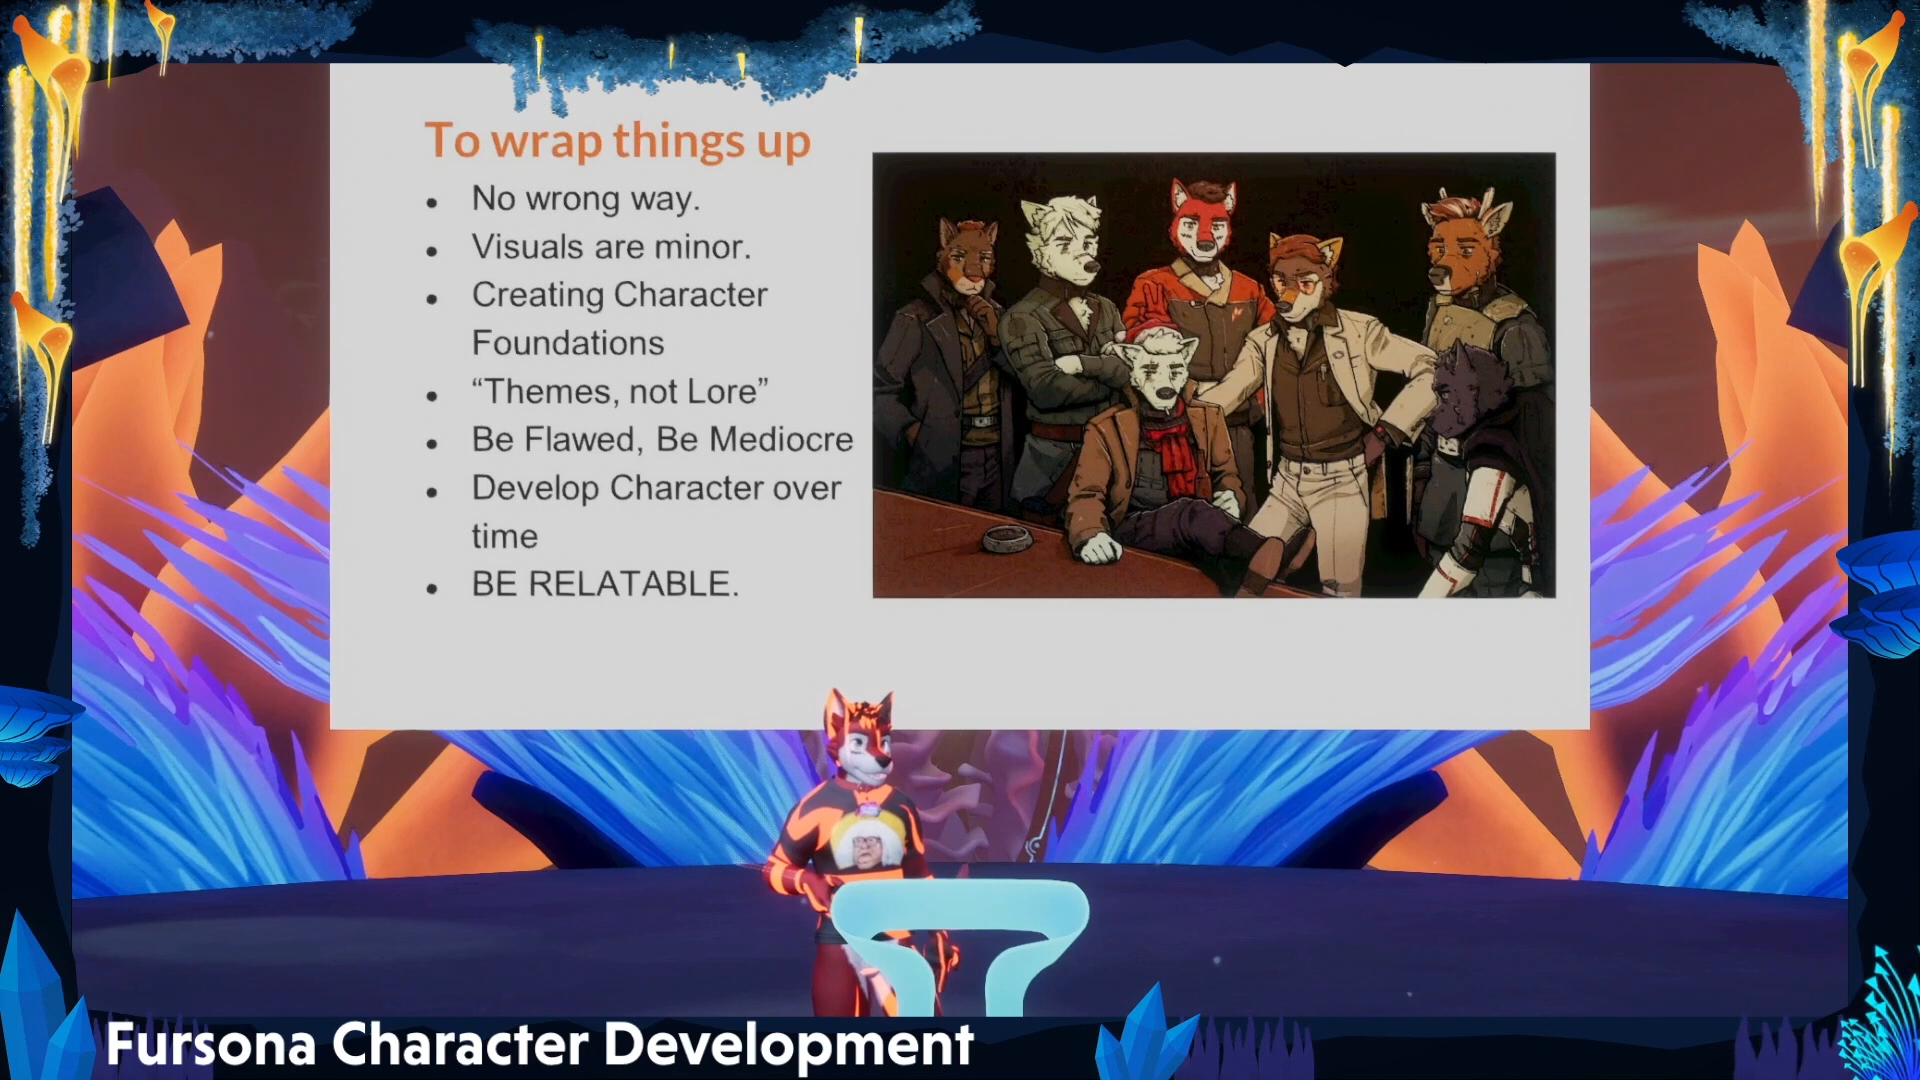 To wrap things up
• No wrong way.
• Visuals are minor.
• Creating Character
Foundations
• “Themes, not Lore”
• Be Flawed, Be Mediocre
• Develop Character over
time
• BE RELATABLE.
Fursona Character Development